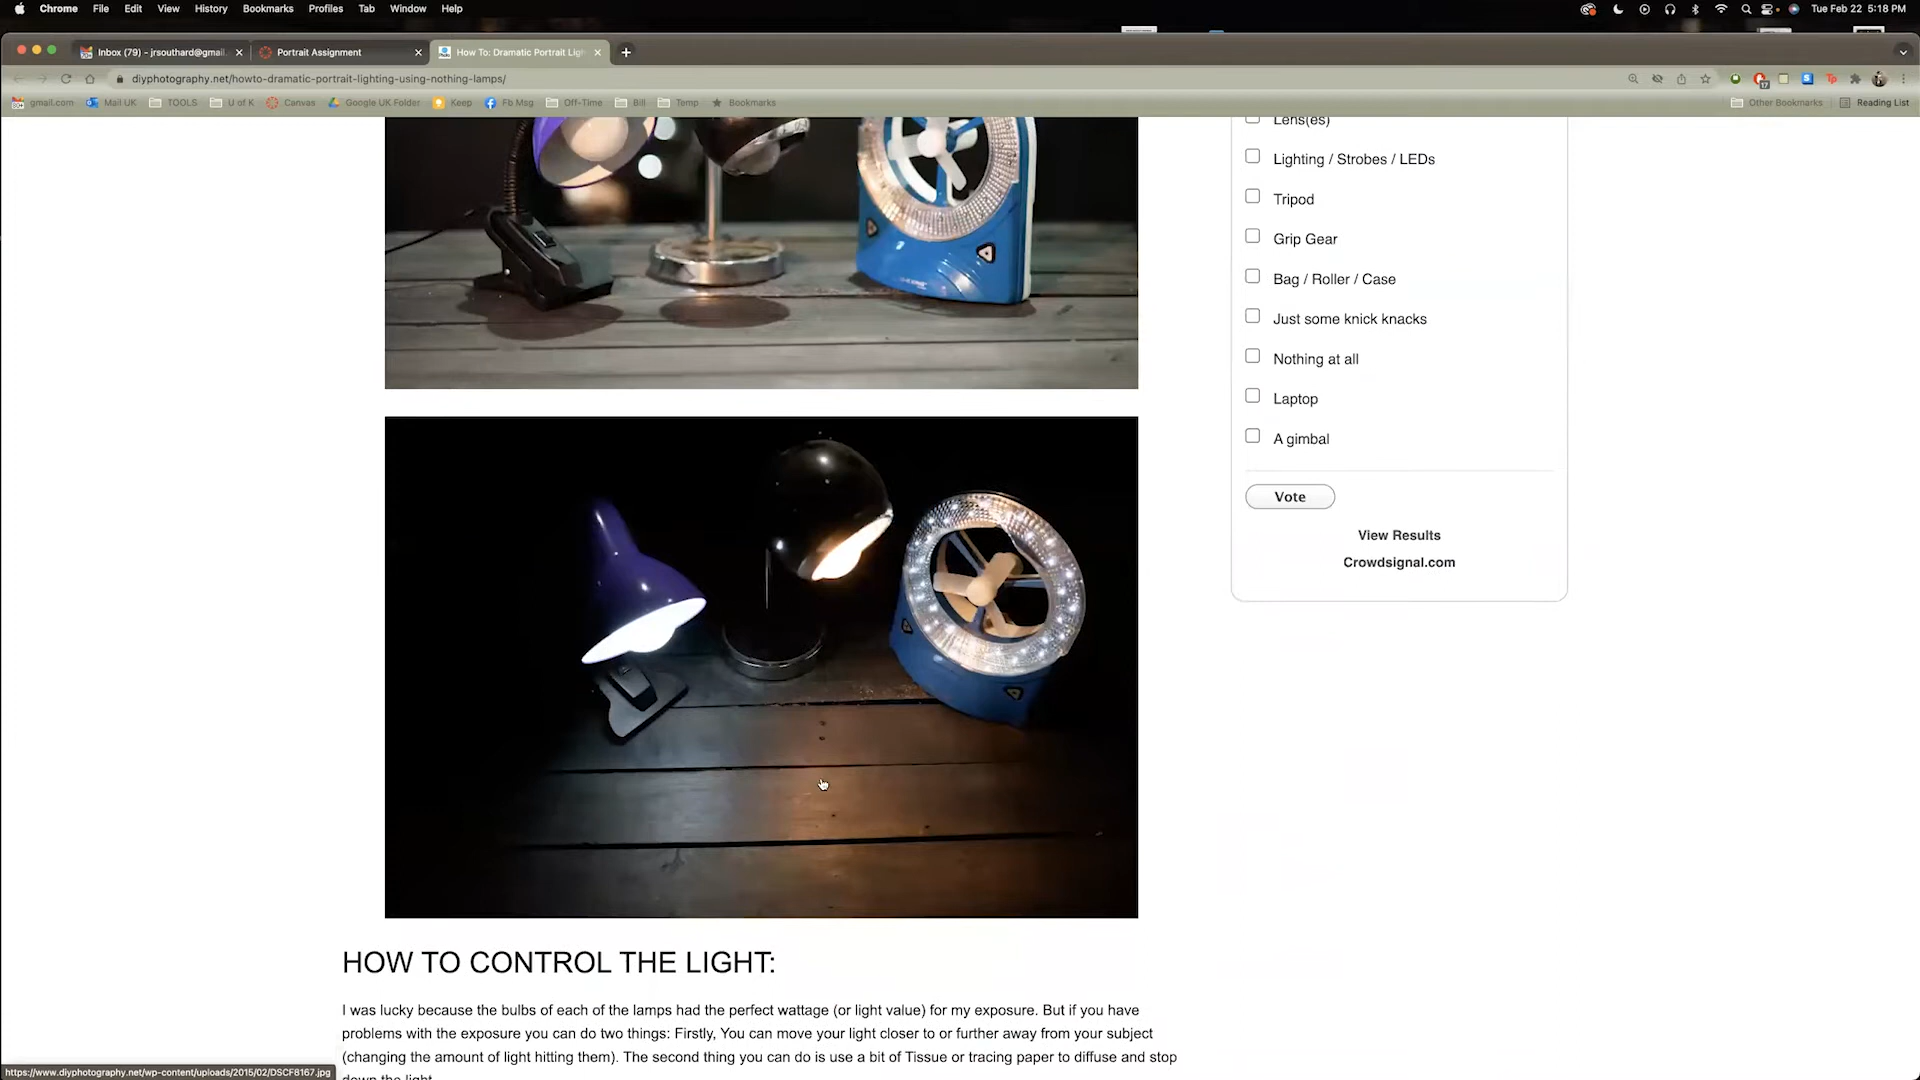 Chrome File Edit View History Bookmarks Profiles Tab Window Help Tue Feb 22 5:18 PM
Inbox (79) - jrsouthard@gmail. Portrait Assignment How To: Dramatic Portrait Ligh
diyphotography.net/howto-dramatic-portrait-lighting-using-nothing-lamps/
gmail.com Mail UK TOOLS U of K Canvas Google UK Folder Keep Fb Msg Off-Time Bill Temp Bookmarks Other Bookmarks Reading List
Lens(es)
Lighting / Strobes / LEDs
Tripod
Grip Gear
Bag / Roller / Case
Just some knick knacks
Nothing at all
Laptop
A gimbal
Vote
View Results
Crowdsignal.com
HOW TO CONTROL THE LIGHT:
I was lucky because the bulbs of each of the lamps had the perfect wattage (or light value) for my exposure. But if you have
problems with the exposure you can do two things: Firstly, You can move your light closer to or further away from your subject
(changing the amount of light hitting them). The second thing you can do is use a bit of Tissue or tracing paper to diffuse and stop
down the light.
https://www.diyphotography.net/wp-content/uploads/2015/02/DSCF8167.jpg